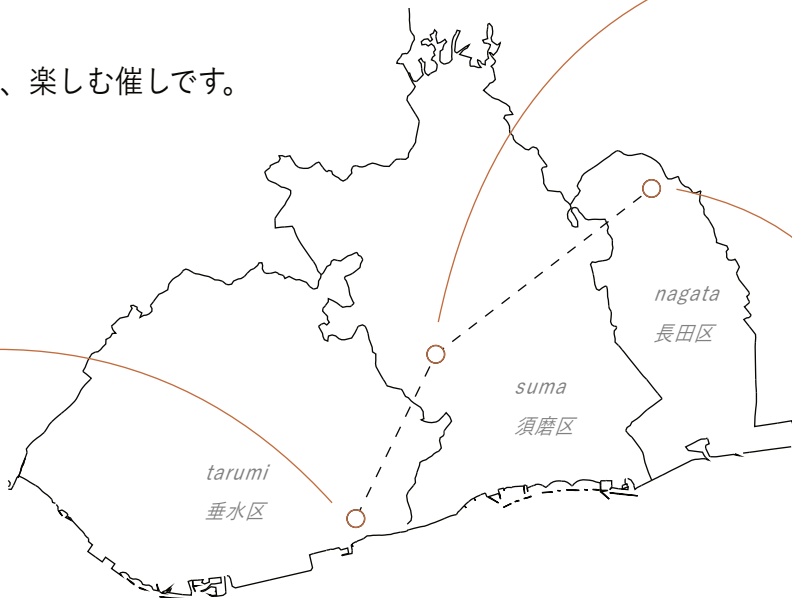 、楽しむ催しです。
nagata
長田区
suma
須磨区
tarumi
垂水区